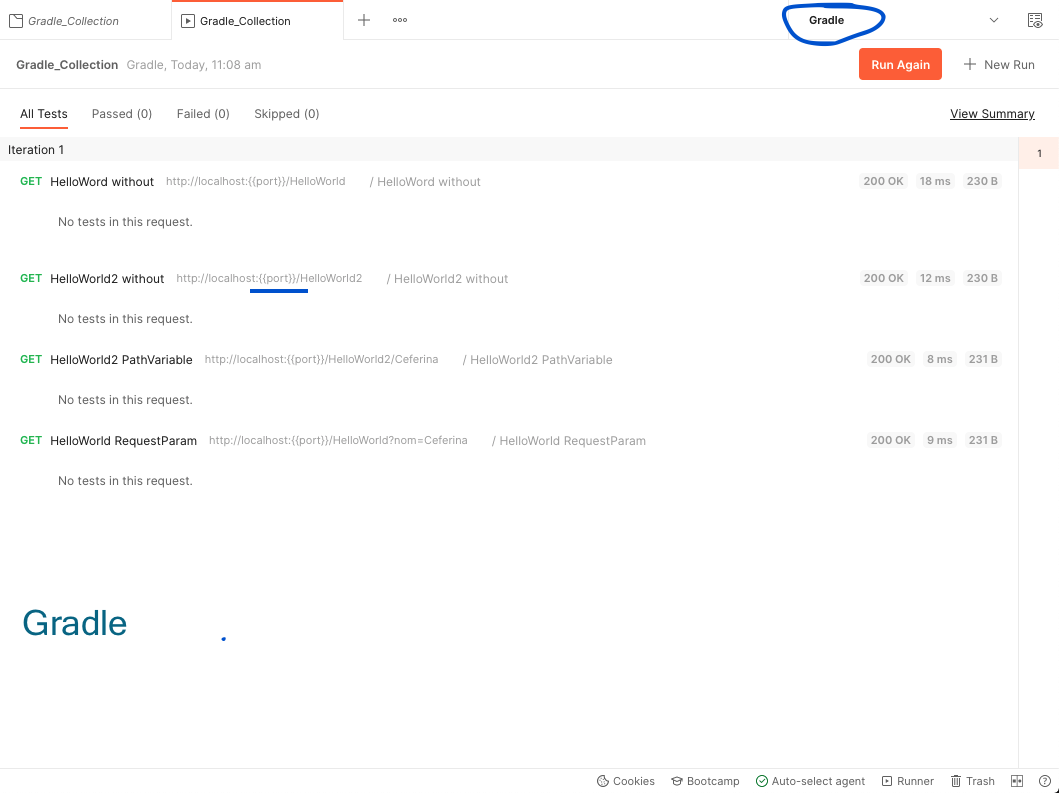 Gradle_Collection Gradle_Collection Gradle
Gradle_Collection Gradle, Today, 11:08 am Run Again New Run
All Tests Passed (0) Failed (0) Skipped (0) View Summary
Iteration 1 1
GET HelloWord without http://localhost:{{port}}/HelloWorld / HelloWord without 200 OK 18 ms 230 B
No tests in this request.
GET HelloWorld2 without http://localhost:{{port}}/HelloWorld2 / HelloWorld2 without 200 OK 12 ms 230 B
No tests in this request.
GET HelloWorld2 PathVariable http://localhost:{{port}}/HelloWorld2/Ceferina / HelloWorld2 PathVariable 200 OK 8 ms 231 B
No tests in this request.
GET HelloWorld RequestParam http://localhost:{{port}}/HelloWorld?nom=Ceferina / HelloWorld RequestParam 200 OK 9 ms 231 B
No tests in this request.
Gradle
Cookies Bootcamp Auto-select agent Runner Trash